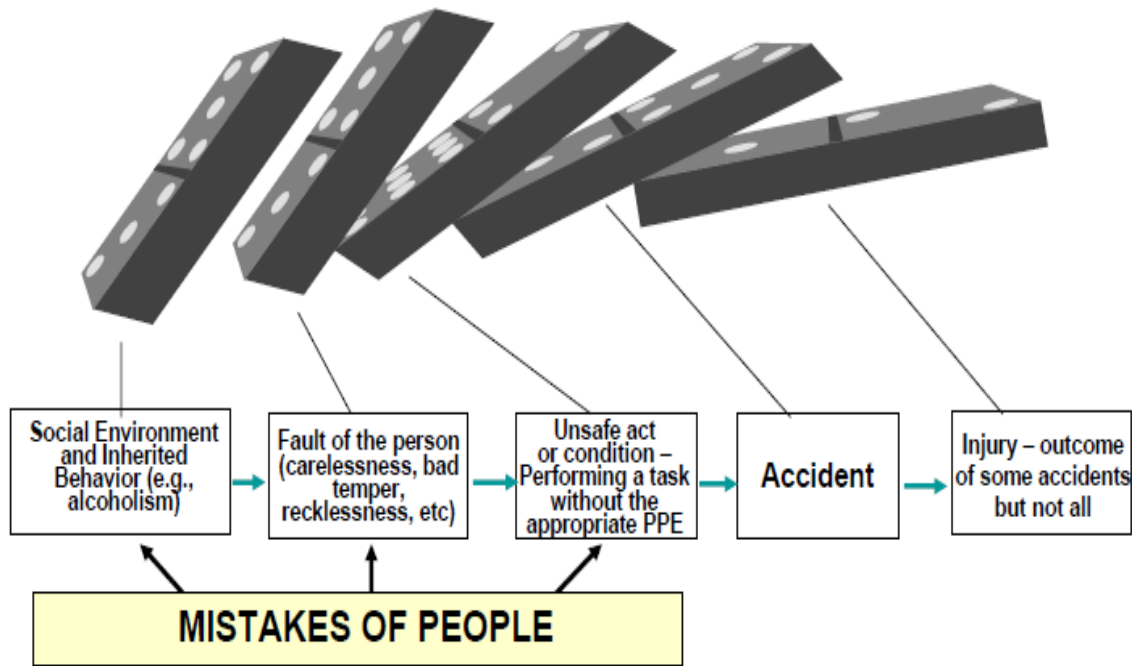 Social Environment
and Inherited
Behavior (e.g.,
alcoholism)
Fault of the person
(carelessness, bad
temper,
recklessness, etc)
Unsafe act
or condition –
Performing a task
without the
appropriate PPE
Accident
Injury – outcome
of some accidents
but not all
MISTAKES OF PEOPLE